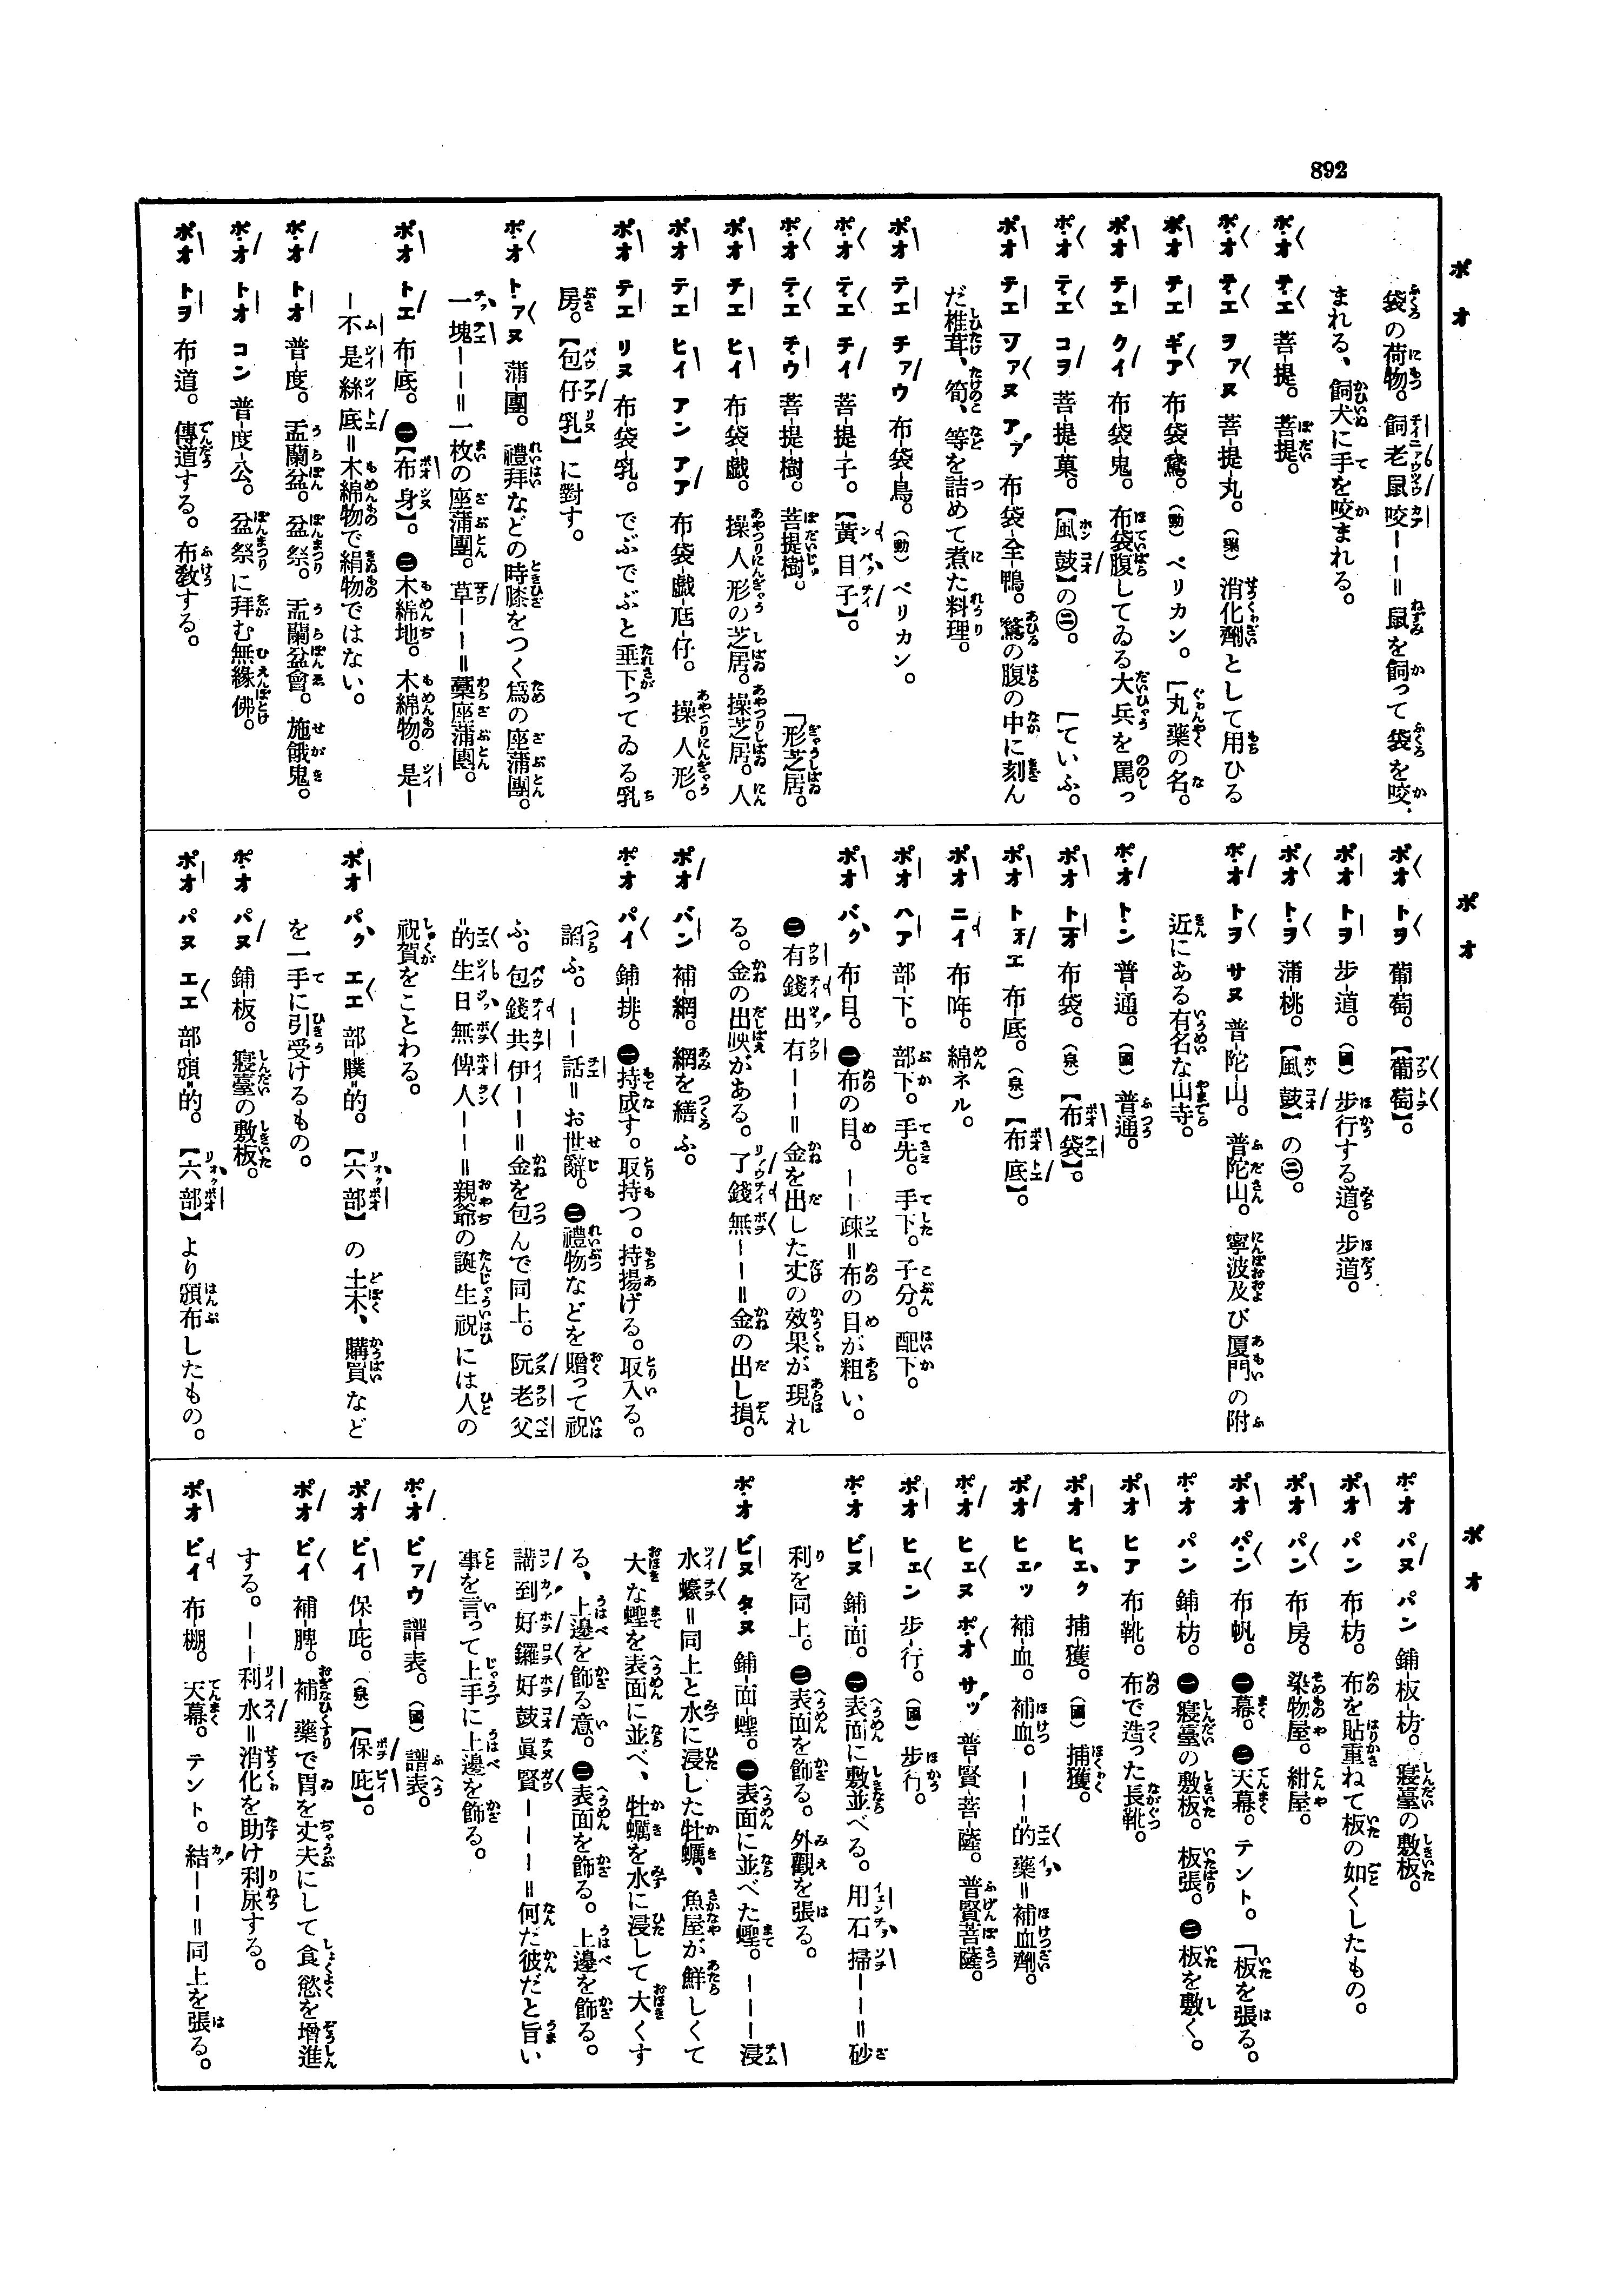 892
ポオ
袋の荷物。飼老鼠咬ーー＝鼠を飼って袋を咬
まれる、飼犬に手を咬まれる。
ポオ テエ 菩-提。菩提。
ポオ テエ ヲァヌ 菩-提-丸。（藥）消化劑として用ひる
ポオ テエ ギア 布-袋-鵞。（動）ペリカン。「丸藥の名。
ポオ テエ クイ 布-袋-鬼。布袋腹してゐる大兵を罵っ
ポオ テエ コヲ 菩-提-菓。【風鼓】の㊁。「ていふ。
ポオ テエ ツァヌ アァ 布-袋-全-鴨。鶩の腹の中に刻ん
だ椎茸、筍、等を詰めて煮た料理。
ポオ テエ チァウ 布-袋-鳥。（動）ペリカン。
ポオ テエ チイ 菩-提-子。【黃目子】。
ポオ テエ チウ 菩-提-樹。菩提樹。「形芝居。
ポオ テエ ヒイ 布-袋-戲。操人形の芝居。操芝居。人
ポオ テエ ヒイ アン アア 布-袋-戲-尫-仔。操人形。
ポオ テエ リヌ 布-袋-乳。でぶでぶと垂下ってゐる乳
房。【包仔乳】に對す。
ポオ トァヌ 蒲-團。禮拜などの時膝をつく爲の座蒲團。
一塊ーー＝一枚の座蒲團。草ーー＝藁座蒲團。
ポオ トエ 布-底。㊀【布身】。㊁木綿地。木綿物。是ー
ー不是絲底＝木綿物で絹物ではない。
ポオ トオ 普-度。盂蘭盆。盆祭。盂蘭盆會。施餓鬼。
ポオ トオ コン 普-度-公。盆祭に拜む無緣佛。
ポオ トヲ 布-道。傳道する。布敎する。
ポオ
ポオ トヲ 葡-萄。【葡萄】。
ポオ トヲ 步-道。（國）步行する道。步道。
ポオ トヲ 蒲-桃。【風鼓】の㊁。
ポオ トヲ サヌ 普-陀-山。普陀山。寧波及び厦門の附
近にある有名な山寺。
ポオ トン 普-通。（國）普通。
ポオ トオ 布-袋。（泉）【布袋】。
ポオ トオエ 布-底。（泉）【布底】。
ポオ ニイ 布-哖。綿ネル。
ポオ ハア 部-下。部下。手先。手下。子分。配下。
ポオ バク 布-目。㊀布の目。ーー疎＝布の目が粗い。
㊁有錢出有ーー＝金を出した丈の效果が現れ
る。金の出映がある。了錢無ーー＝金の出し損。
ポオ バン 補-網。網を繕ふ。
ポオ パイ 鋪-排。㊀持成す。取持つ。持揚げる。取入る。
諂ふ。ーー話＝お世辭。㊁禮物などを贈って祝
ふ。包錢共伊ーー＝金を包んで同上。阮老父
的生日無俾人ーー＝親爺の誕生祝には人の
祝賀をことわる。
ポオ パク エエ 部-䑑-的。【六部】の土木、購買など
を一手に引受けるもの。
ポオ パヌ 鋪-板。寢臺の敷板。
ポオ パヌ エエ 部-頒-的。【六部】より頒布したもの。
ポオ
ポオ パヌ パン 鋪-板-枋。寢臺の敷板。
ポオ パン 布-枋。布を貼重ねて板の如くしたもの。
ポオ パン 布-房。染物屋。紺屋。
ポオ パン 布-帆。㊀幕。㊁天幕。テント。「板を張る。
ポオ パン 鋪-枋。㊀寢臺の敷板。板張。㊁板を敷く。
ポオ ヒア 布-靴。布で造った長靴。
ポオ ヒェク 捕-獲。（國）捕獲。
ポオ ヒェッ 補-血。補血。ーー的藥＝補血劑。
ポオ ヒェヌ ポオ サッ 普-賢-菩-薩。普賢菩薩。
ポオ ヒェン 步-行。（國）步行。
ポオ ビヌ 鋪-面。㊀表面に敷並べる。用石掃ーーー＝砂
利を同上。㊁表面を飾る。外觀を張る。
ポオ ビヌ タヌ 鋪-面-蟶。㊀表面に並べた蟶。ーーー浸
水蠔＝同上と水に浸した牡蠣、魚屋が鮮しくて
大な蟶を表面に並べ、牡蠣を水に浸して大くす
る、上邊を飾る意。㊁表面を飾る。上邊を飾る。
講到好鑼好鼓眞賢ーーー＝何だ彼だと旨い
事を言って上手に上邊を飾る。
ポオ ピァウ 譜-表。（國）譜表。
ポオ ピイ 保-庇。（泉）【保庇】。
ポオ ピイ 補-脾。補藥で胃を丈夫にして食慾を增進
する。ーー利水＝消化を助け利尿する。
ポオ ピイ 布-棚。天幕。テント。結ーー＝同上を張る。